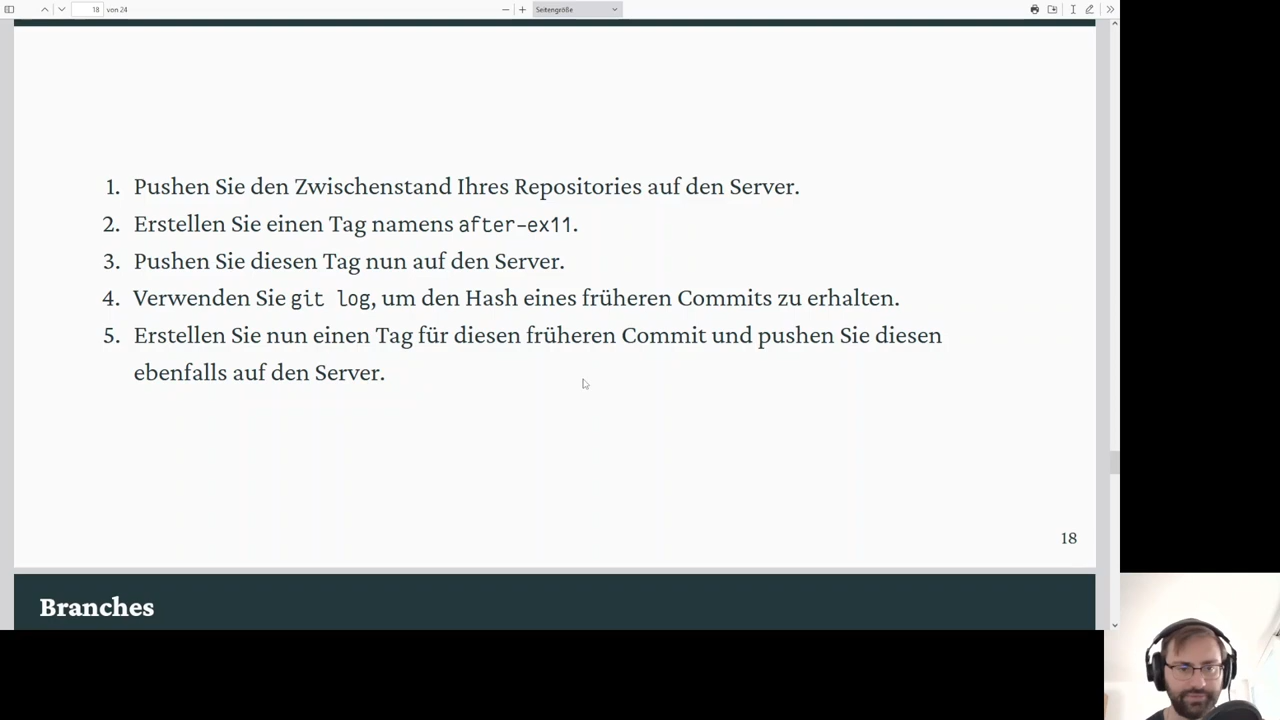 18 von 24 Seitengröße
1. Pushen Sie den Zwischenstand Ihres Repositories auf den Server.
2. Erstellen Sie einen Tag namens after-ex11.
3. Pushen Sie diesen Tag nun auf den Server.
4. Verwenden Sie git log, um den Hash eines früheren Commits zu erhalten.
5. Erstellen Sie nun einen Tag für diesen früheren Commit und pushen Sie diesen
ebenfalls auf den Server.
18
Branches